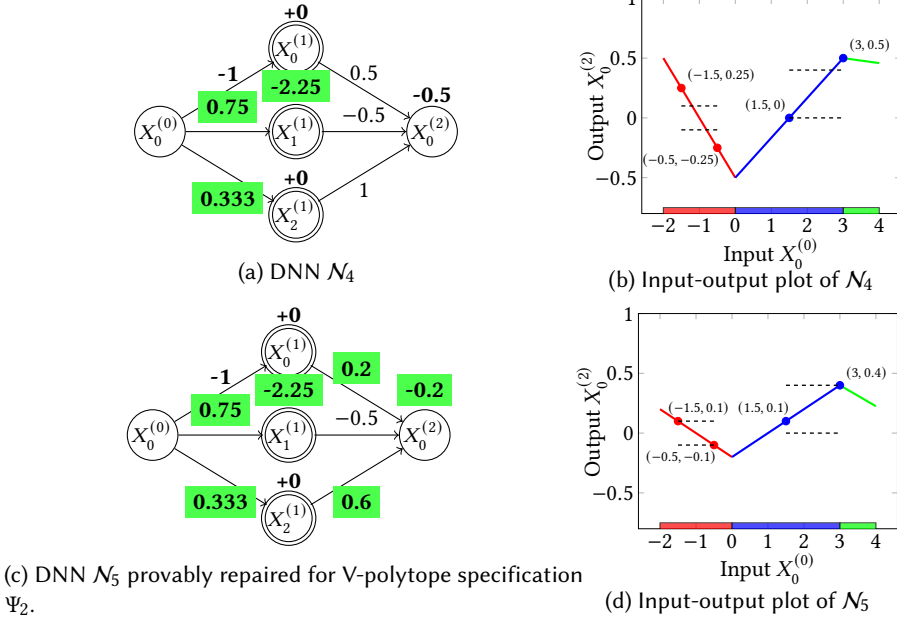 +0
X_0^(1)
-1
0.75
-2.25
0.5
-0.5
X_0^(0)
X_1^(1)
−0.5
X_0^(2)
+0
0.333
X_2^(1)
1
(a) DNN N_4
1
0.5
0
−0.5
Output X_0^(2)
(−1.5, 0.25)
(3, 0.5)
(1.5, 0)
(−0.5, −0.25)
−2 −1 0 1 2 3 4
Input X_0^(0)
(b) Input-output plot of N_4
+0
X_0^(1)
-1
0.75
-2.25
0.2
-0.2
X_0^(0)
X_1^(1)
−0.5
X_0^(2)
+0
0.333
X_2^(1)
0.6
(c) DNN N_5 provably repaired for V-polytope specification
Ψ_2.
1
0.5
0
−0.5
Output X_0^(2)
(3, 0.4)
(−1.5, 0.1)
(1.5, 0.1)
(−0.5, −0.1)
−2 −1 0 1 2 3 4
Input X_0^(0)
(d) Input-output plot of N_5